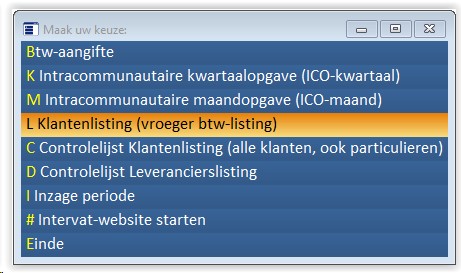 Maak uw keuze:
Btw-aangifte
K Intracommunautaire kwartaalopgave (ICO-kwartaal)
M Intracommunautaire maandopgave (ICO-maand)
L Klantenlisting (vroeger btw-listing)
C Controlelijst Klantenlisting (alle klanten, ook particulieren)
D Controlelijst Leverancierslisting
I Inzage periode
# Intervat-website starten
Einde